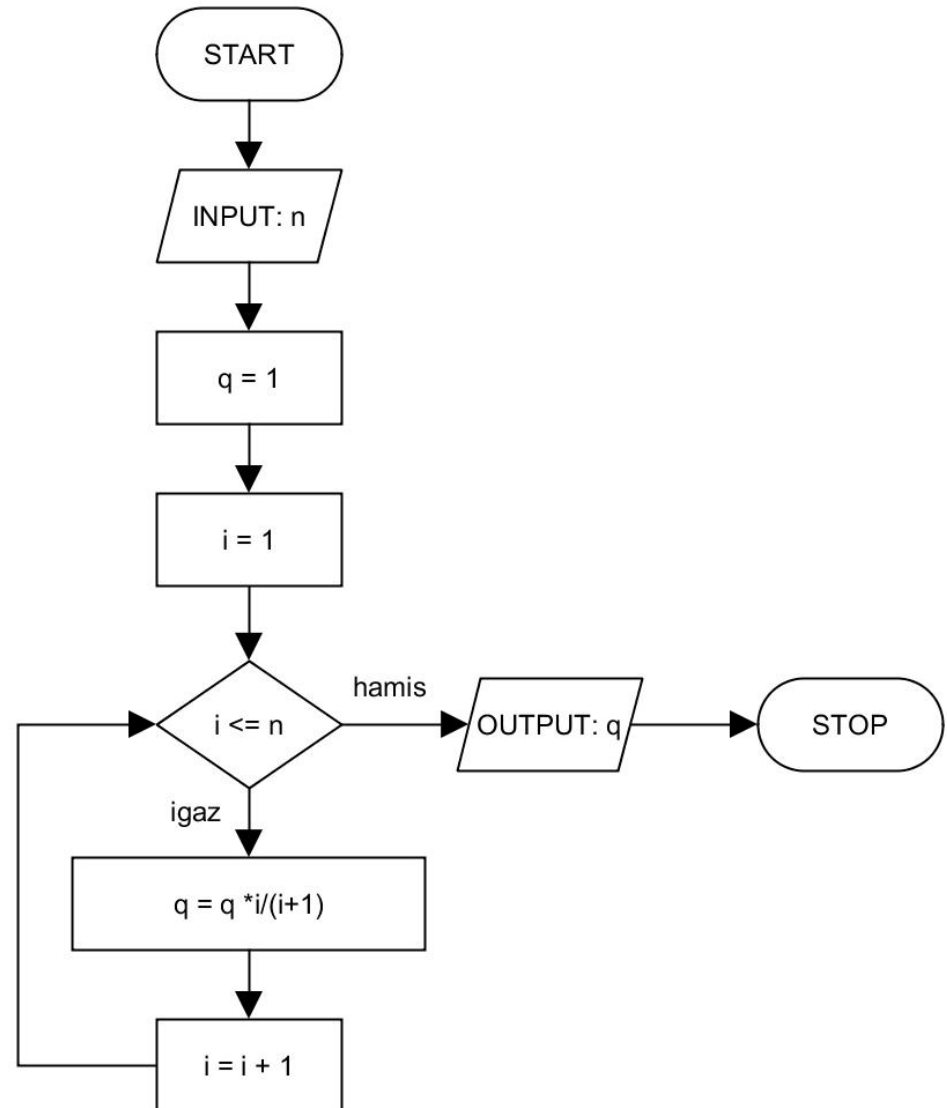 START
INPUT: n
q = 1
i = 1
i <= n
hamis
OUTPUT: q
STOP
igaz
q = q *i/(i+1)
i = i + 1